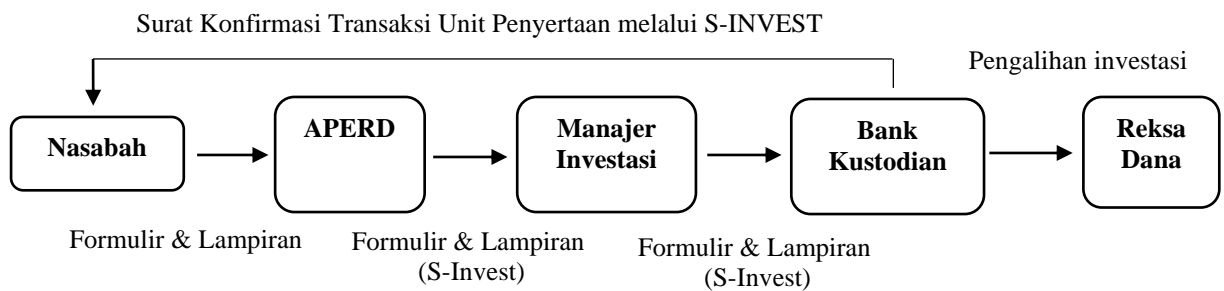 Surat Konfirmasi Transaksi Unit Penyertaan melalui S-INVEST
Pengalihan investasi
Nasabah
APERD
Manajer
Investasi
Bank
Kustodian
Reksa
Dana
Formulir & Lampiran
Formulir & Lampiran
(S-Invest)
Formulir & Lampiran
(S-Invest)